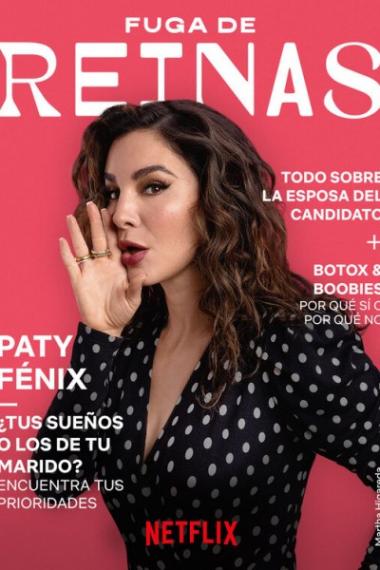 FUGA DE
REINAS
TODO SOBRE
LA ESPOSA DEL
CANDIDATO
+
BOTOX &
BOOBIES
POR QUÉ SÍ O
POR QUÉ NO
PATY
FÉNIX
¿TUS SUEÑOS
O LOS DE TU
MARIDO?
ENCUENTRA TUS
PRIORIDADES
Martha Higareda
NETFLIX